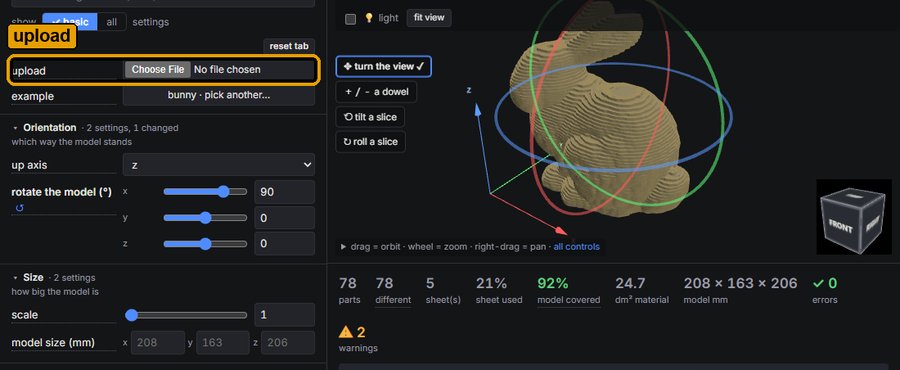 show ✓ basic all settings
upload
reset tab
upload Choose File No file chosen
example bunny · pick another...
▾ Orientation · 2 settings, 1 changed
which way the model stands
up axis z
rotate the model (°) x 90
↺
y 0
z 0
▾ Size · 2 settings
how big the model is
scale 1
model size (mm) x 208 y 163 z 206
light fit view
✥ turn the view ✓
+ / - a dowel
⟲ tilt a slice
↻ roll a slice
z
▶ drag = orbit · wheel = zoom · right-drag = pan · all controls
FRONT
78 78 5 21% 92% 24.7 208 × 163 × 206 ✓ 0
parts different sheet(s) sheet used model covered dm² material model mm errors
⚠ 2
warnings